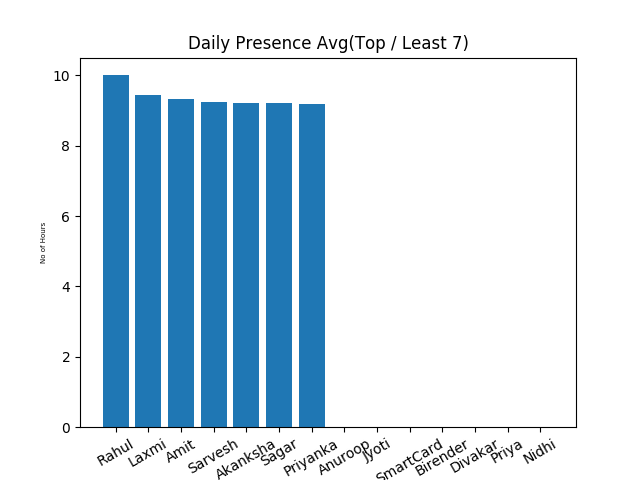 Daily Presence Avg(Top / Least 7)
10
8
6
4
2
0
No of Hours
Rahul
Laxmi
Amit
Sarvesh
Akanksha
Sagar
Priyanka
Anuroop
Jyoti
SmartCard
Birender
Divakar
Priya
Nidhi